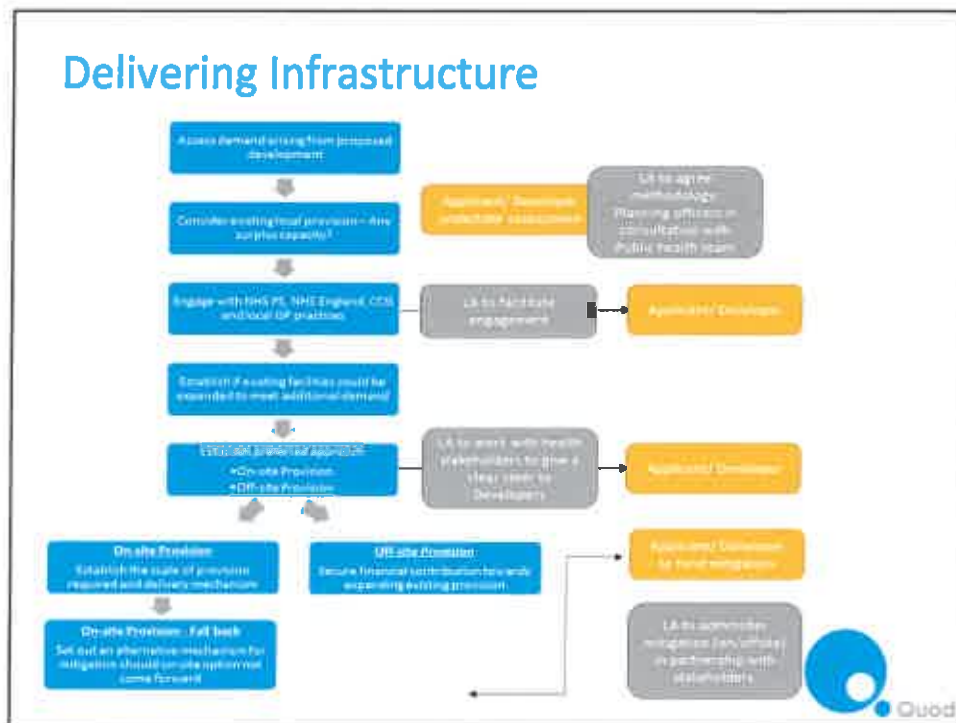 Delivering Infrastructure
Assess demand arising from proposed
development
Consider existing local provision – Any
surplus capacity?
Applicant/ Developer
undertake assessment
LA to agree
methodology.
Planning officers in
consultation with
Public health team
Engage with NHS PS, NHS England, CCG
and local GP practices
LA to facilitate
engagement
Applicant/ Developer
Establish if existing facilities could be
expanded to meet additional demand
Establish preferred approach
•On-site Provision
•Off-site Provision
LA to work with health
stakeholders to give a
clear steer to
Developers
Applicant/ Developer
On-site Provision
Establish the scale of provision
required and delivery mechanism
Off-site Provision
Secure financial contribution towards
expanding existing provision
Applicant/ Developer
to fund mitigation
On-site Provision - Fall back
Set out an alternative mechanism for
mitigation should on-site option not
come forward
LA to administer
mitigation (on/offsite)
in partnership with
stakeholders
Quod